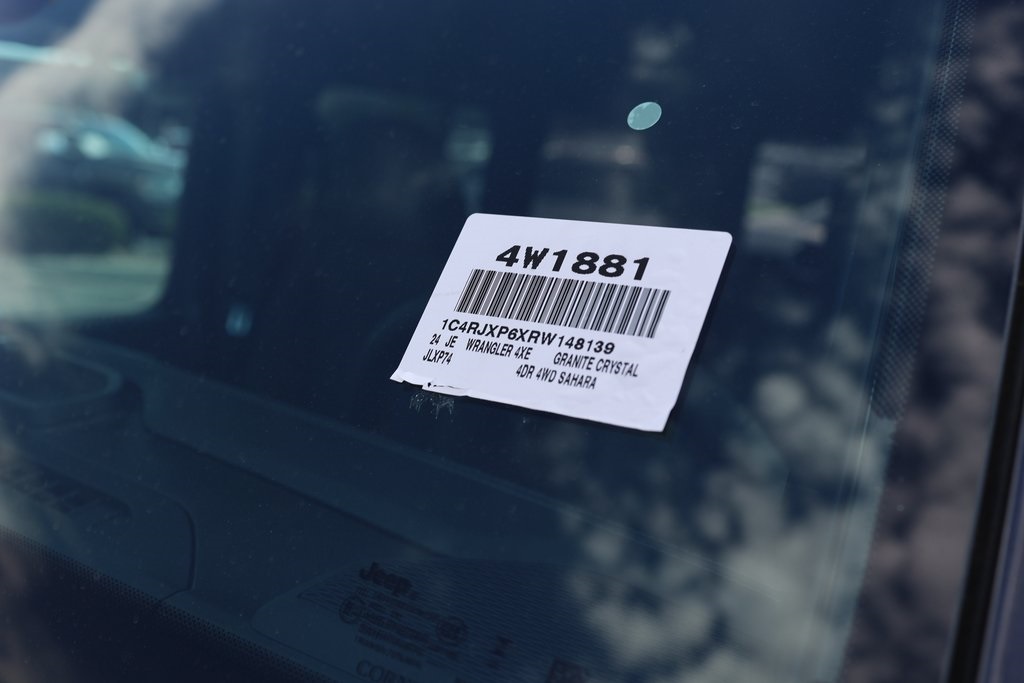 4W1881
1C4RJXP6XRW148139
24 JE WRANGLER 4XE GRANITE CRYSTAL
JLXP74 4DR 4WD SAHARA
Jeep